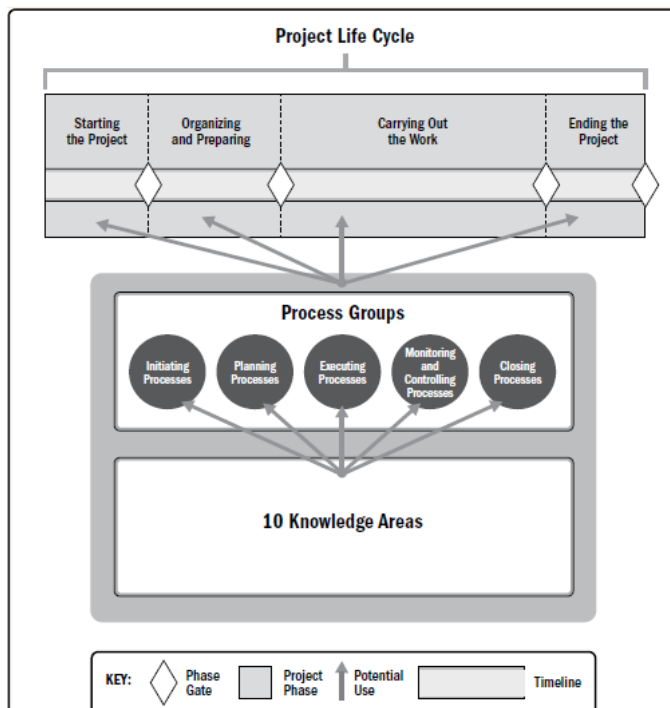 Project Life Cycle
Starting
the Project
Organizing
and Preparing
Carrying Out
the Work
Ending the
Project
Process Groups
Initiating
Processes
Planning
Processes
Executing
Processes
Monitoring
and
Controlling
Processes
Closing
Processes
10 Knowledge Areas
KEY:
Phase
Gate
Project
Phase
Potential
Use
Timeline